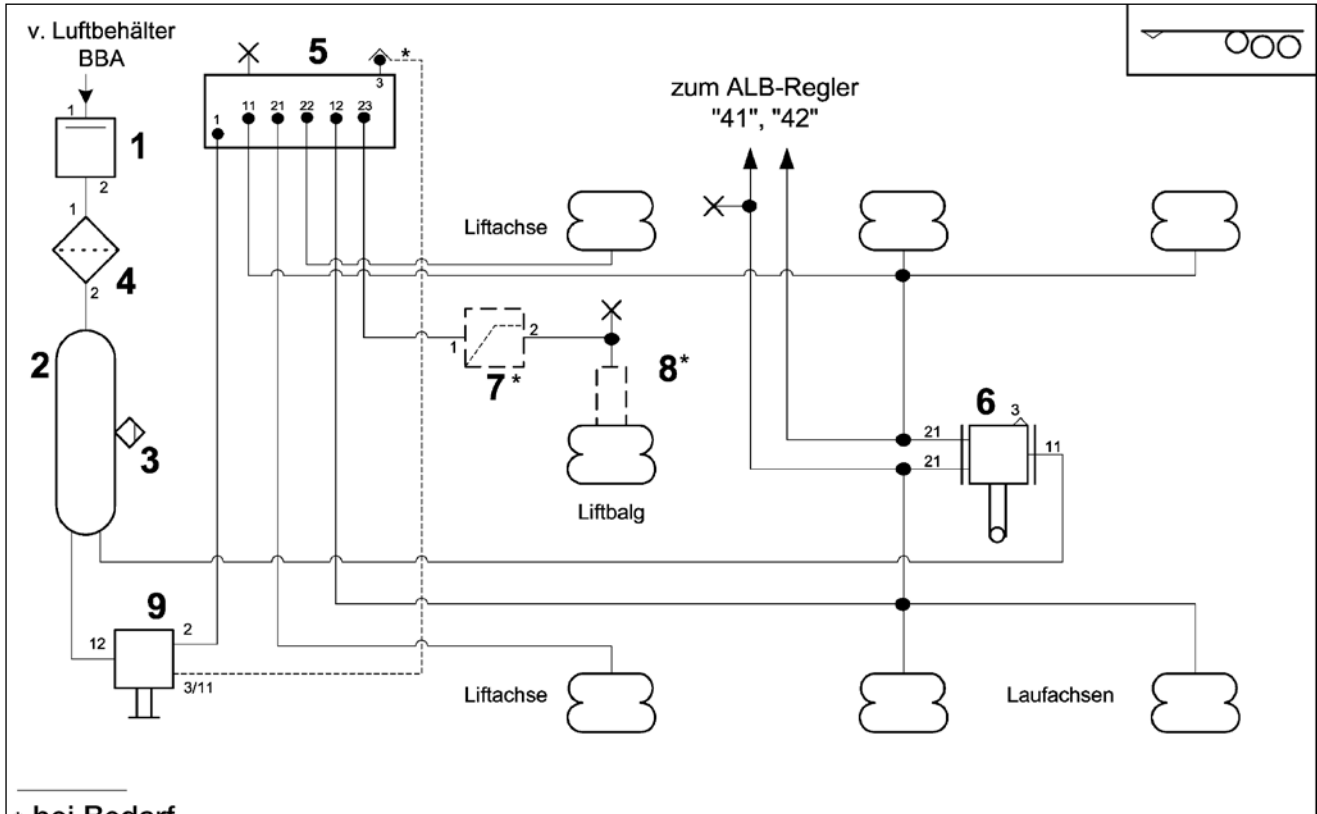 v. Luftbehälter
BBA
1
1
2
1
4
2
2
3
9
12
2
3/11
5
*
3
1 11 21 22 12 23
zum ALB-Regler
"41", "42"
Liftachse
1
2
7*
8*
Liftbalg
6
3
21
21
11
Liftachse
Laufachsen
bei Bedarf